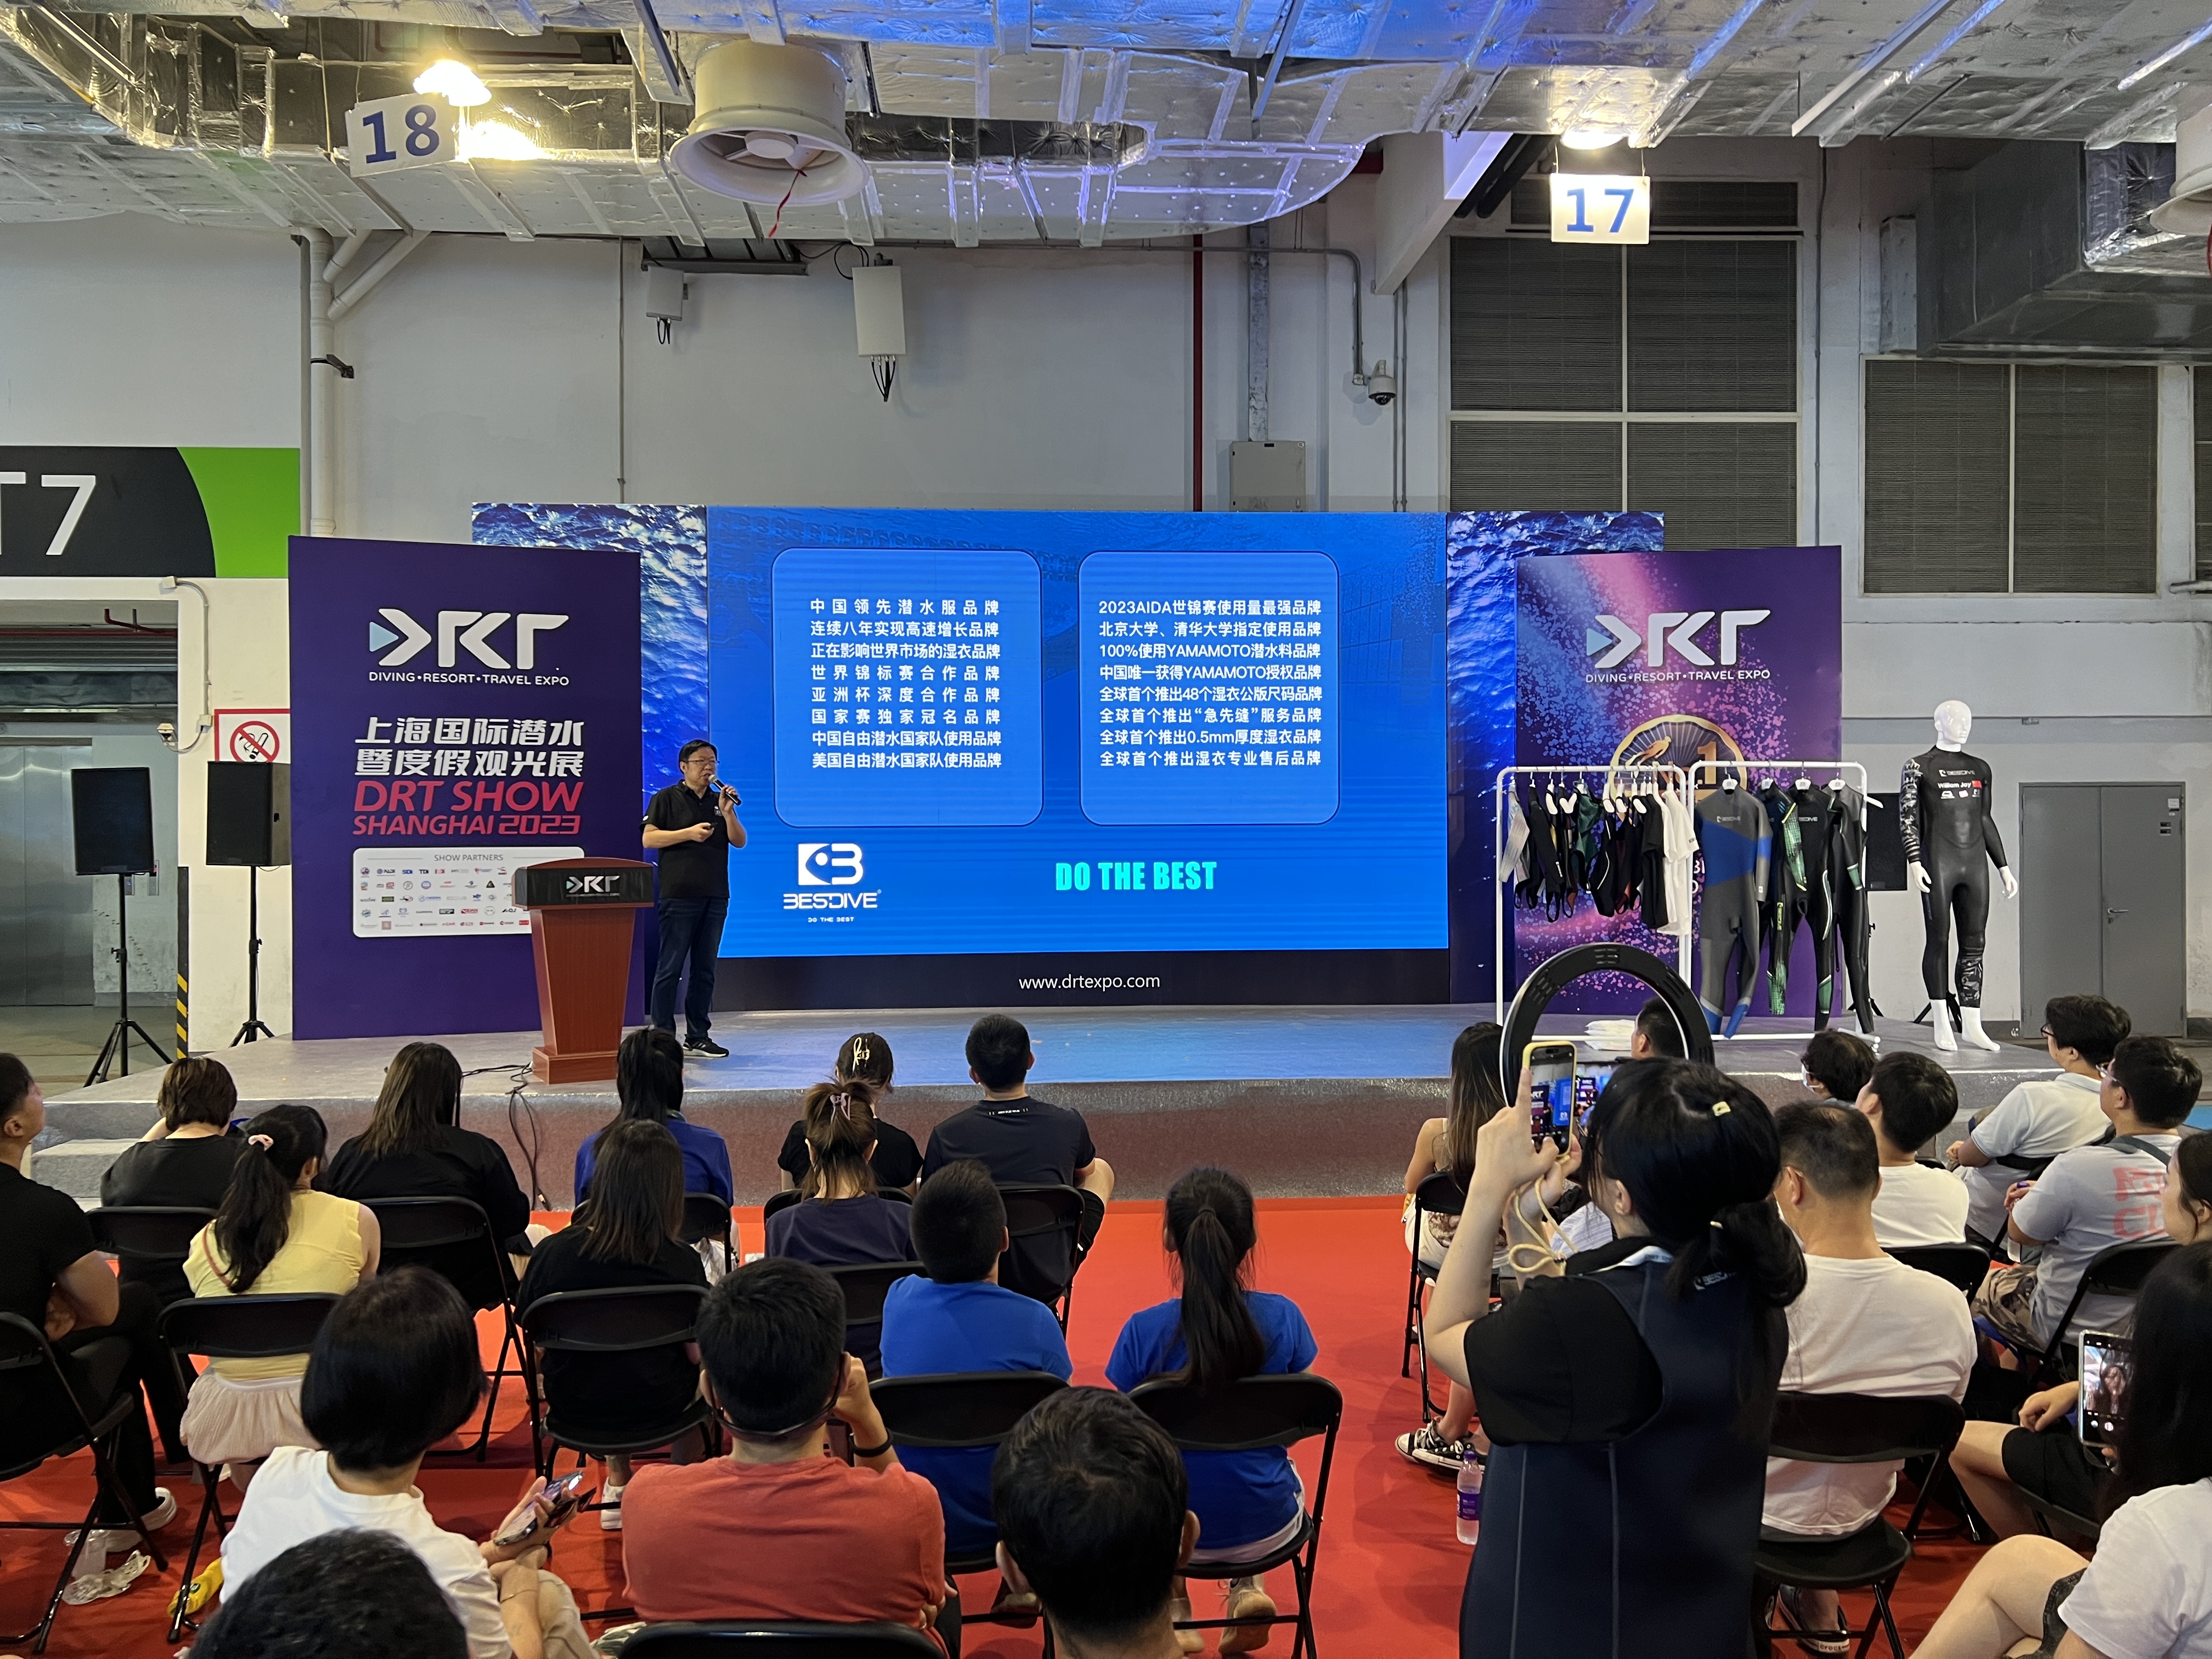 18
17
T7
DRT
DIVING•RESORT•TRAVEL EXPO
上海国际潜水
暨度假观光展
DRT SHOW
SHANGHAI 2023
SHOW PARTNERS
DRT
中国领先潜水服品牌
连续八年实现高速增长品牌
正在影响世界市场的湿衣品牌
世界锦标赛合作品牌
亚洲杯深度合作品牌
国家赛独家冠名品牌
中国自由潜水国家队使用品牌
美国自由潜水国家队使用品牌
2023AIDA世锦赛使用量最强品牌
北京大学、清华大学指定使用品牌
100%使用YAMAMOTO潜水料品牌
中国唯一获得YAMAMOTO授权品牌
全球首个推出48个湿衣公版尺码品牌
全球首个推出“急先缝”服务品牌
全球首个推出0.5mm厚度湿衣品牌
全球首个推出湿衣专业售后品牌
BESDIVE®
DO THE BEST
DO THE BEST
www.drtexpo.com
DRT
DIVING•RESORT•TRAVEL EXPO
BESDIVE
William Joy
BESDIVE